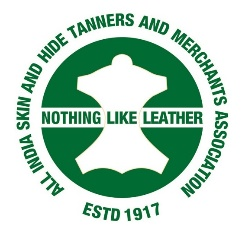 ALL INDIA SKIN AND HIDE TANNERS AND MERCHANTS ASSOCIATION
NOTHING LIKE LEATHER
ESTD 1917